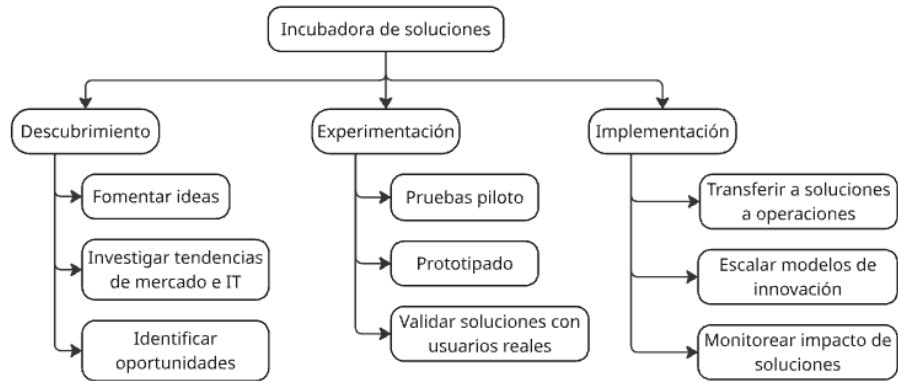 Incubadora de soluciones
Descubrimiento
Experimentación
Implementación
Fomentar ideas
Investigar tendencias
de mercado e IT
Identificar
oportunidades
Pruebas piloto
Prototipado
Validar soluciones con
usuarios reales
Transferir a soluciones
a operaciones
Escalar modelos de
innovación
Monitorear impacto de
soluciones